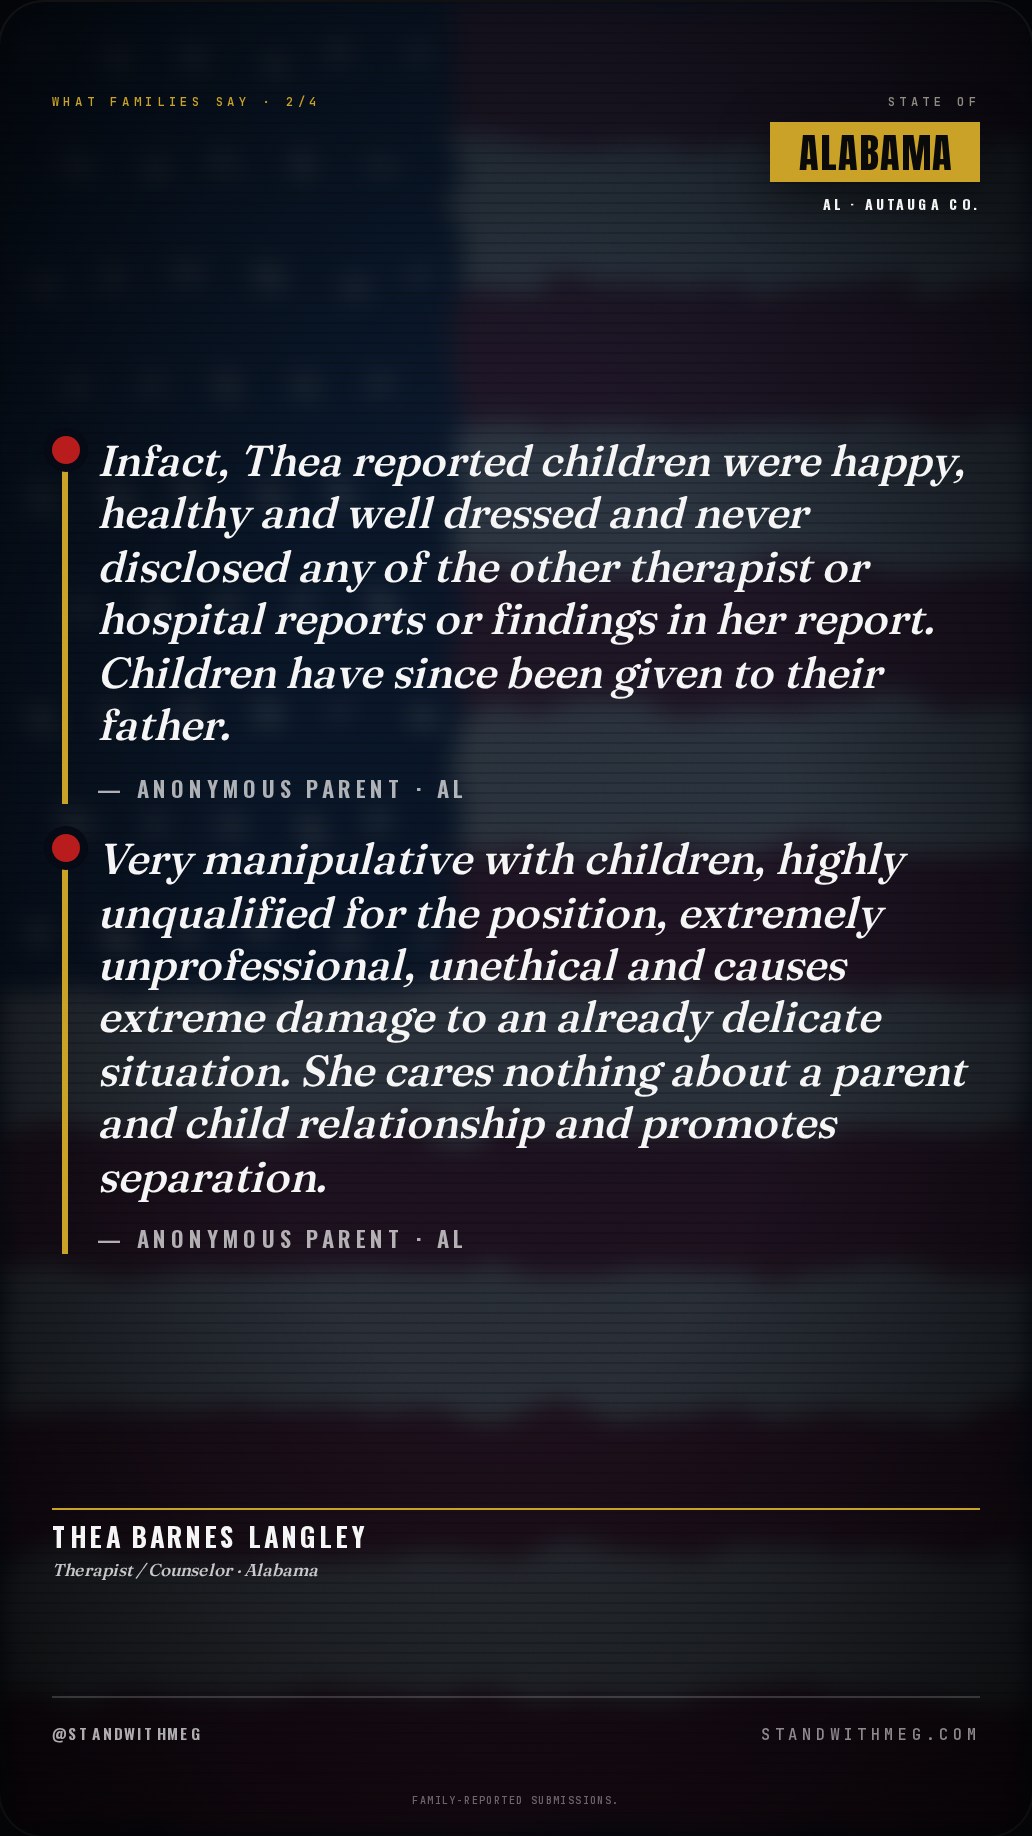 WHAT FAMILIES SAY · 2/4
STATE OF
ALABAMA
AL · AUTAUGA CO.
Infact, Thea reported children were happy,
healthy and well dressed and never
disclosed any of the other therapist or
hospital reports or findings in her report.
Children have since been given to their
father.
— ANONYMOUS PARENT · AL
Very manipulative with children, highly
unqualified for the position, extremely
unprofessional, unethical and causes
extreme damage to an already delicate
situation. She cares nothing about a parent
and child relationship and promotes
separation.
— ANONYMOUS PARENT · AL
THEA BARNES LANGLEY
Therapist / Counselor · Alabama
@STANDWITHMEG
STANDWITHMEG.COM
FAMILY-REPORTED SUBMISSIONS.